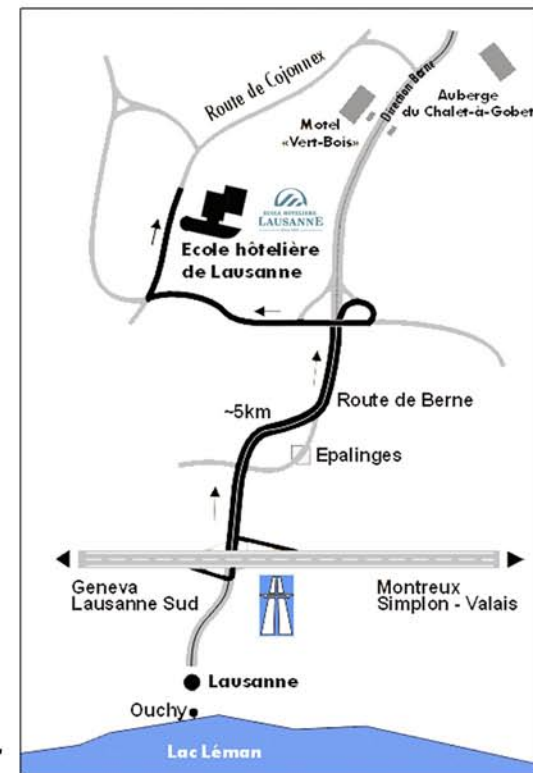 Route de Cojonnex
Direction Berne
Auberge
du Chalet-à-Gobet
Motel
«Vert-Bois»
LAUSANNE
Ecole hôtelière
de Lausanne
~5km
Route de Berne
Epalinges
Geneva
Lausanne Sud
Montreux
Simplon - Valais
Lausanne
Ouchy
Lac Léman